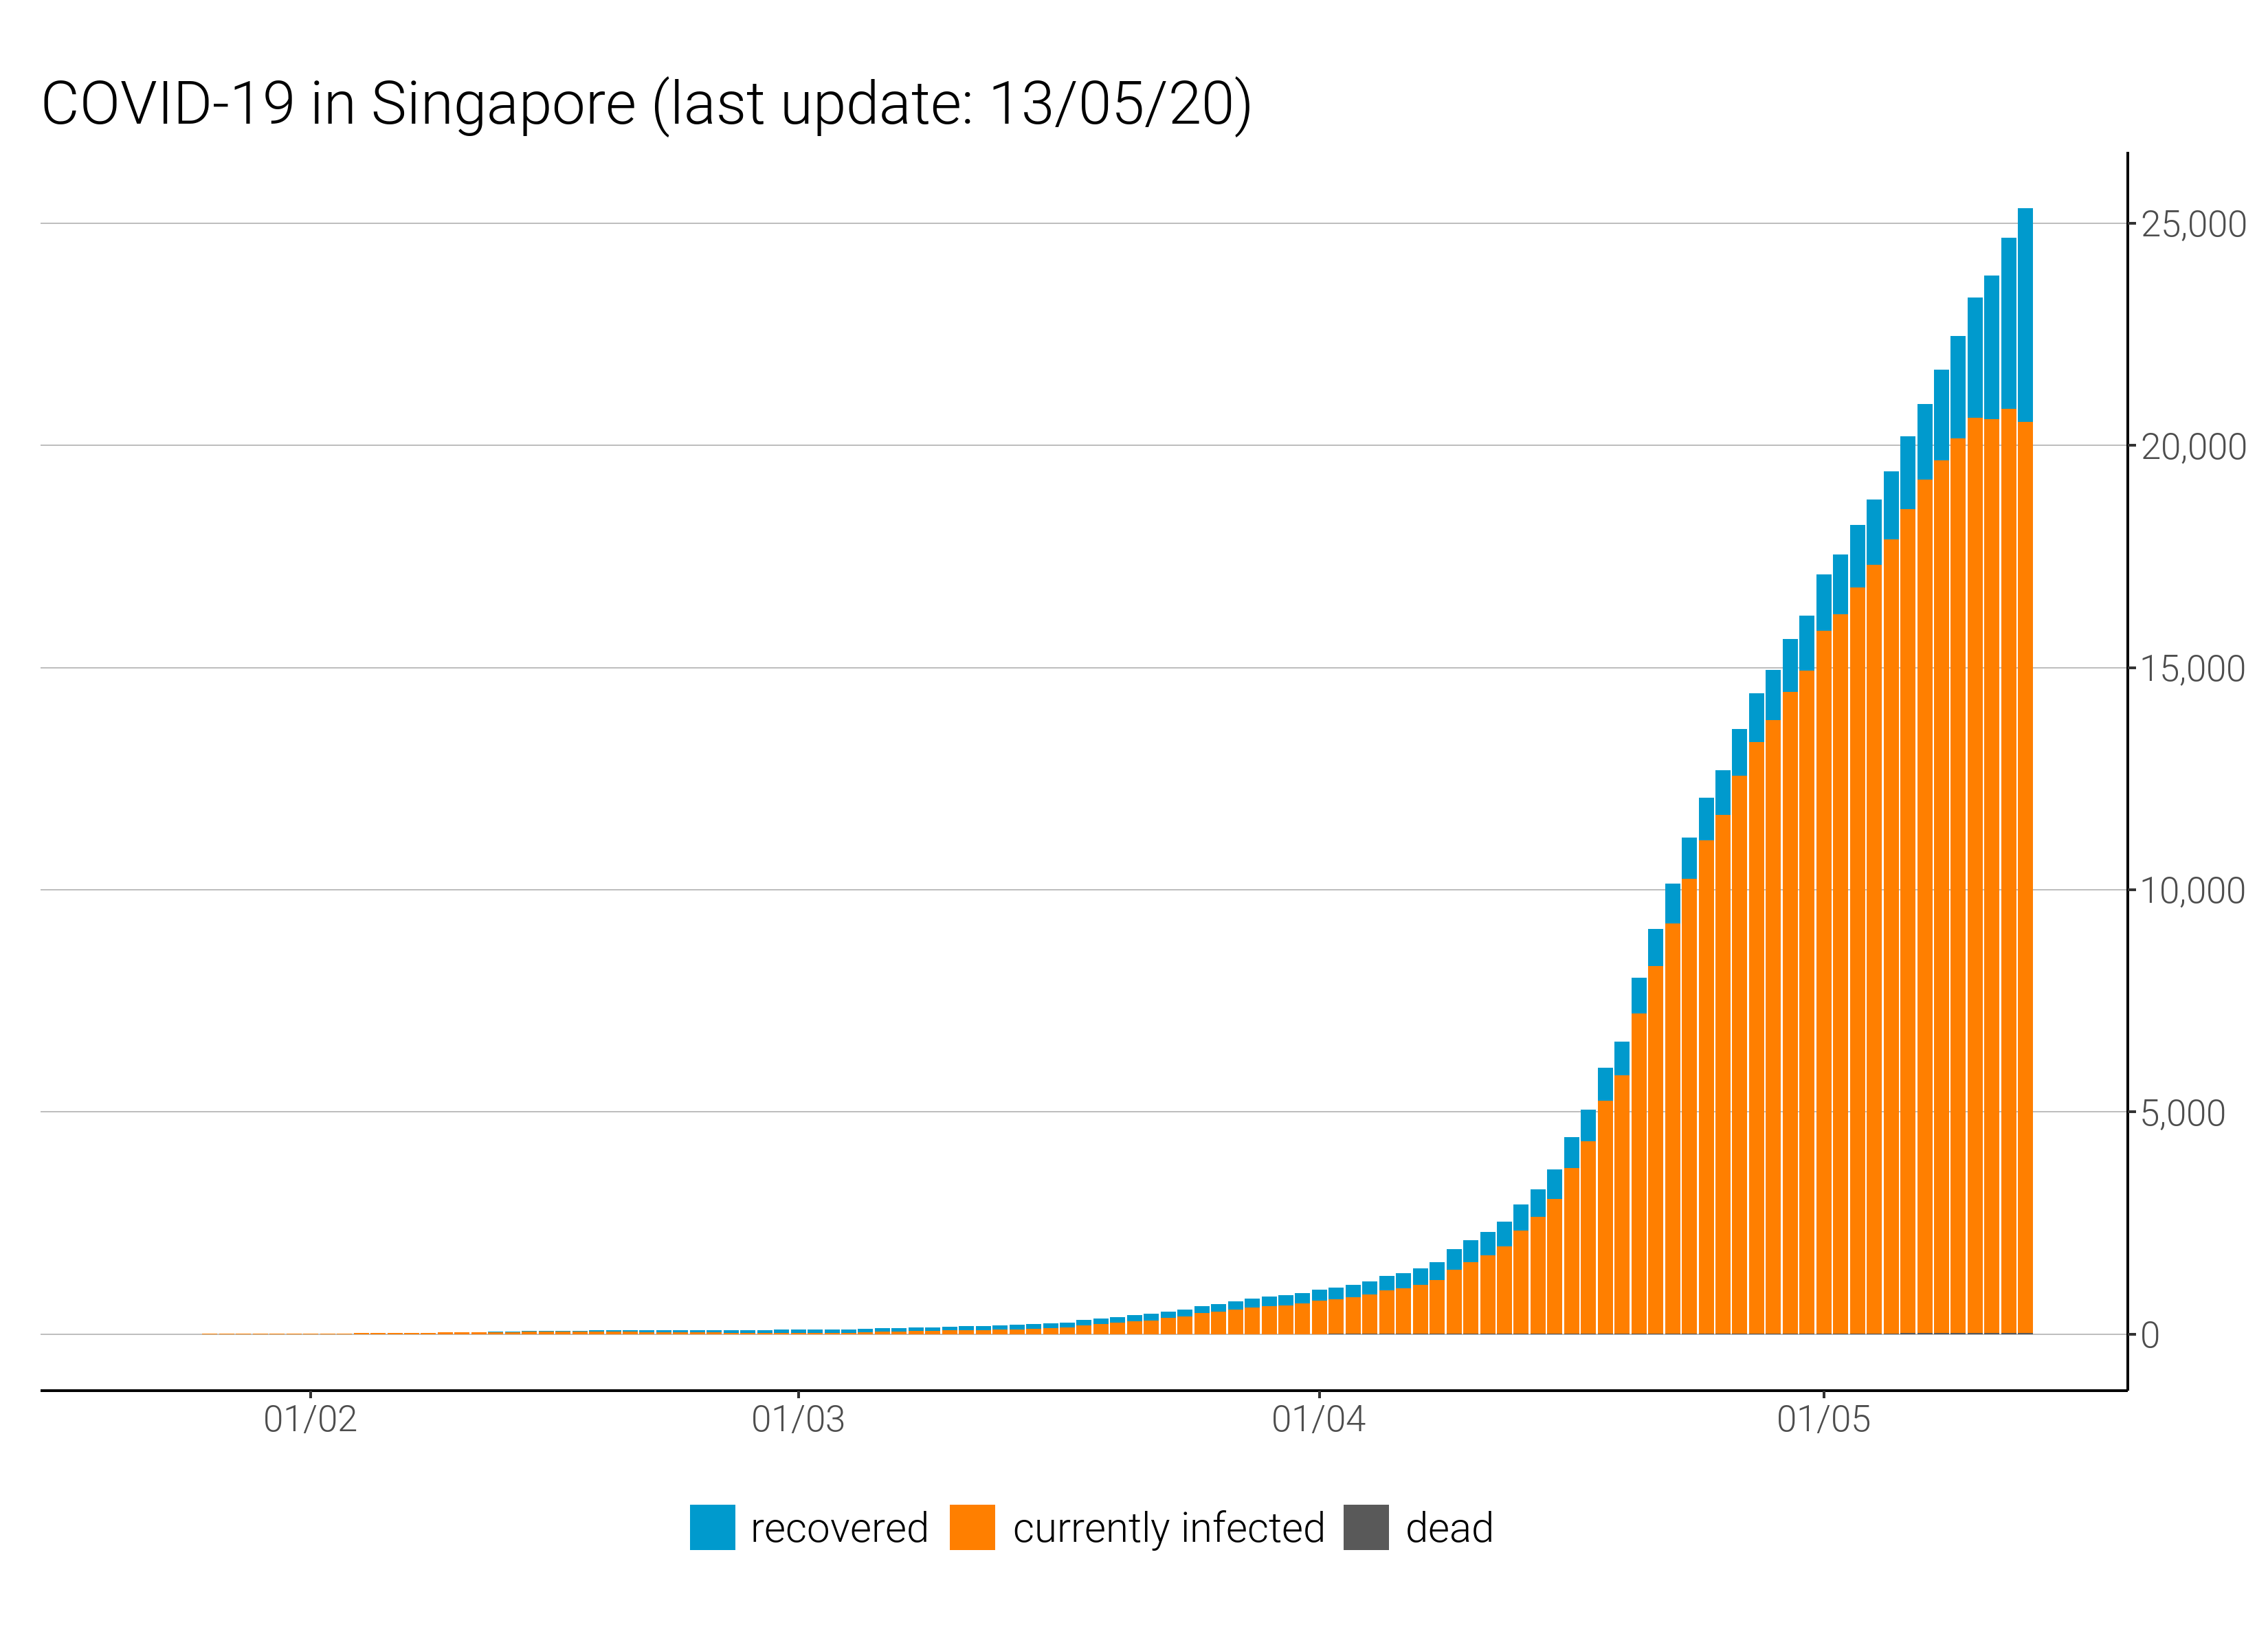 COVID-19 in Singapore (last update: 13/05/20)
25,000
20,000
15,000
10,000
5,000
0
01/02 01/03 01/04 01/05
recovered currently infected dead